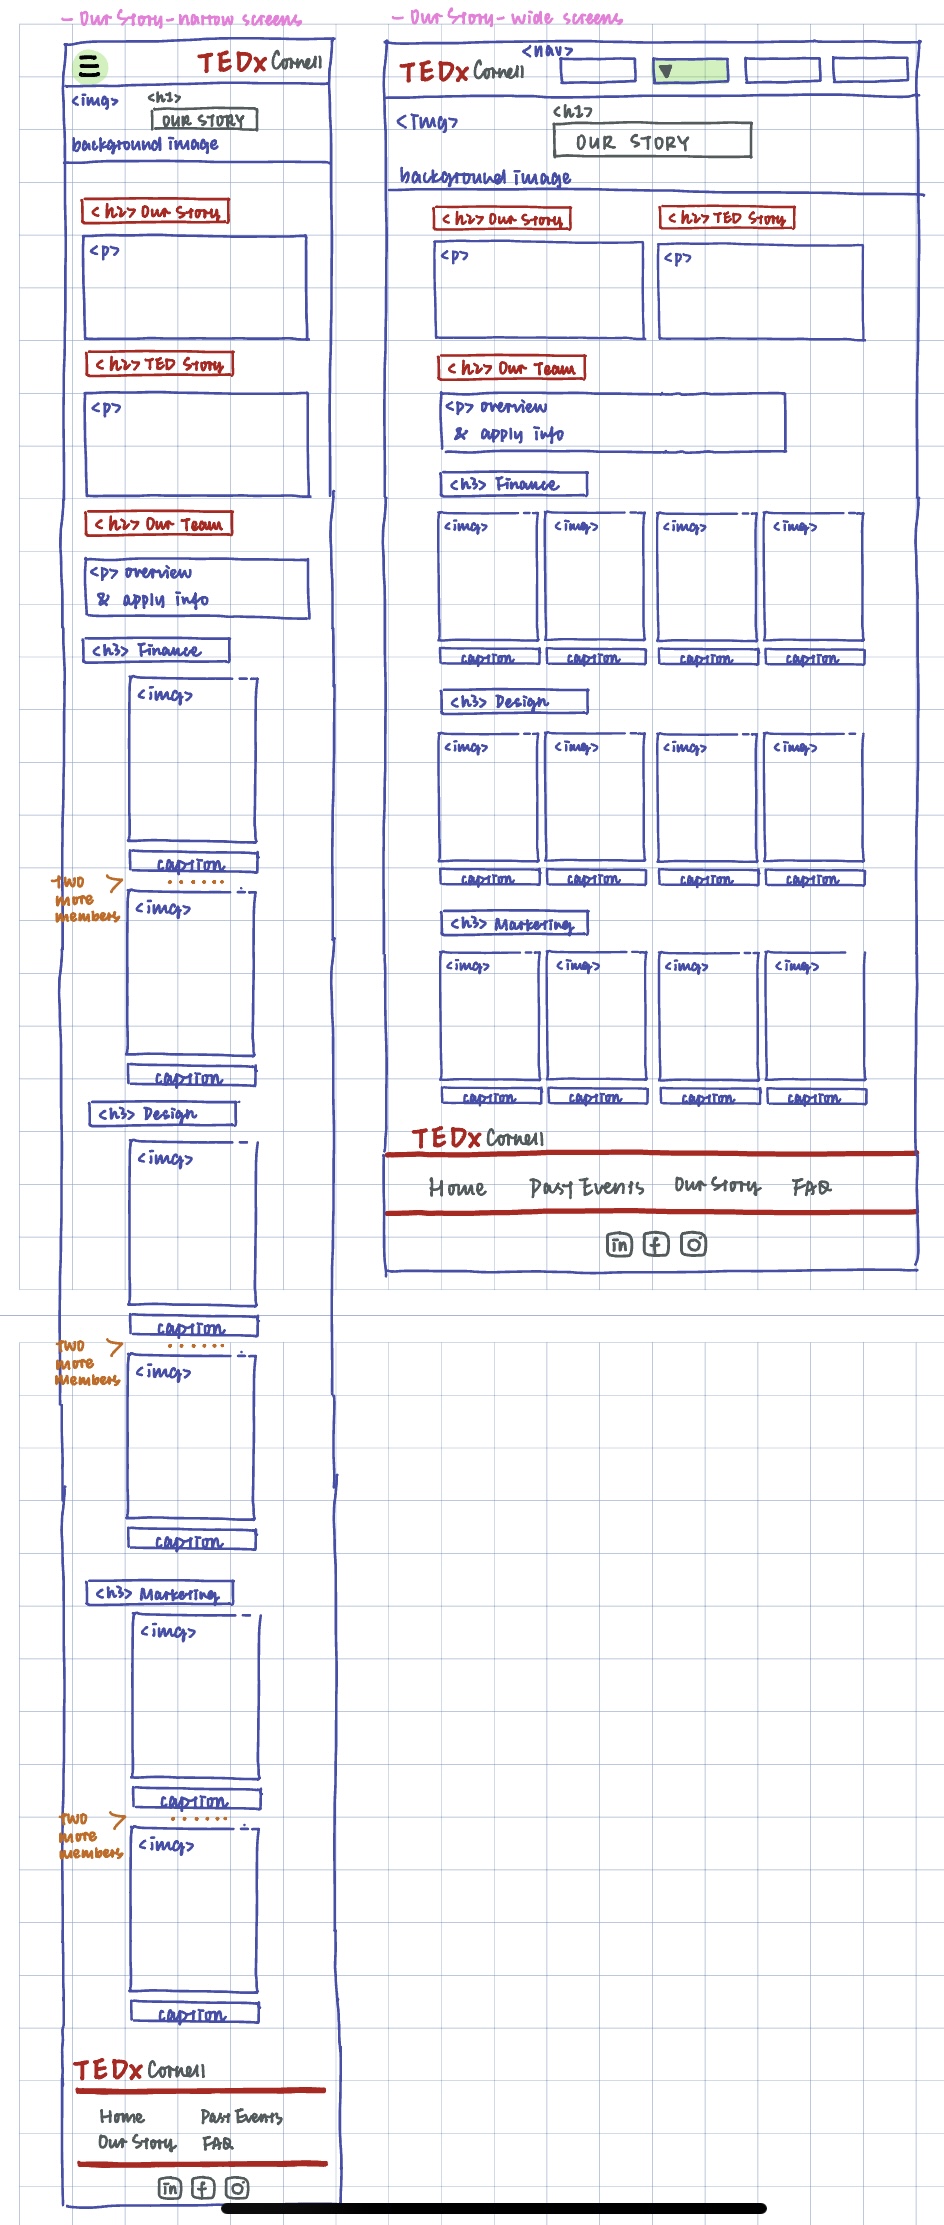 - Our Story - narrow screens
TEDx Cornell
<img>
<h1>
OUR STORY
background image
<h2> Our Story
<p>
<h2> TED Story
<p>
<h2> Our Team
<p> overview
& apply info
<h3> Finance
<img>
caption
TWO
more
members
<img>
caption
<h3> Design
<img>
caption
TWO
more
members
<img>
caption
<h3> Marketing
<img>
caption
TWO
more
members
<img>
caption
TEDx Cornell
Home Past Events
Our Story FAQ
in f
- Our Story - wide screens
<nav>
TEDx Cornell
<img>
<h1>
OUR STORY
background image
<h2> Our Story <h2> TED Story
<p> <p>
<h2> Our Team
<p> overview
& apply info
<h3> Finance
<img> <img> <img> <img>
caption caption caption caption
<h3> Design
<img> <img> <img> <img>
caption caption caption caption
<h3> Marketing
<img> <img> <img> <img>
caption caption caption caption
TEDx Cornell
Home Past Events Our Story FAQ
in f